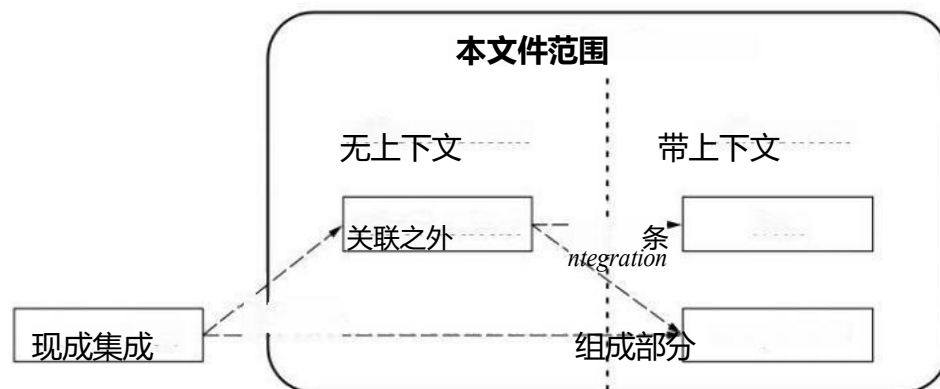 本文件范围
无上下文
带上下文
关联之外
条
ntegration
现成集成
组成部分